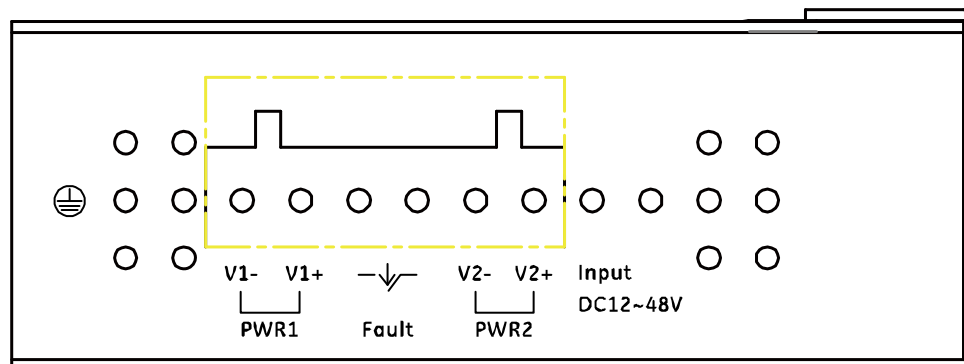 V1- V1+ V2- V2+ Input
DC12~48V
PWR1 Fault PWR2